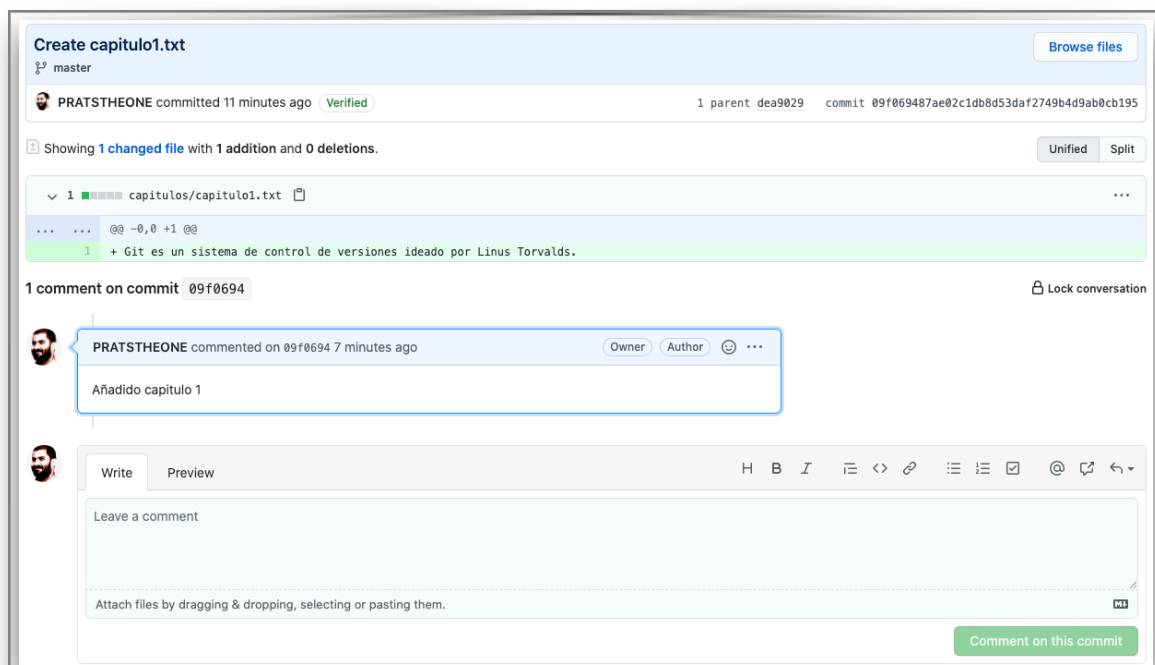 Create capitulo1.txt
Browse files
master
PRATSTHEONE committed 11 minutes ago Verified
1 parent dea9029 commit 09f069487ae02c1db8d53daf2749b4d9ab0cb195
Showing 1 changed file with 1 addition and 0 deletions.
Unified Split
1 capitulos/capitulo1.txt
... ... @@ -0,0 +1 @@
1 + Git es un sistema de control de versiones ideado por Linus Torvalds.
1 comment on commit 09f0694
Lock conversation
PRATSTHEONE commented on 09f0694 7 minutes ago
Owner Author
Añadido capitulo 1
Write Preview
Leave a comment
Attach files by dragging & dropping, selecting or pasting them.
Comment on this commit